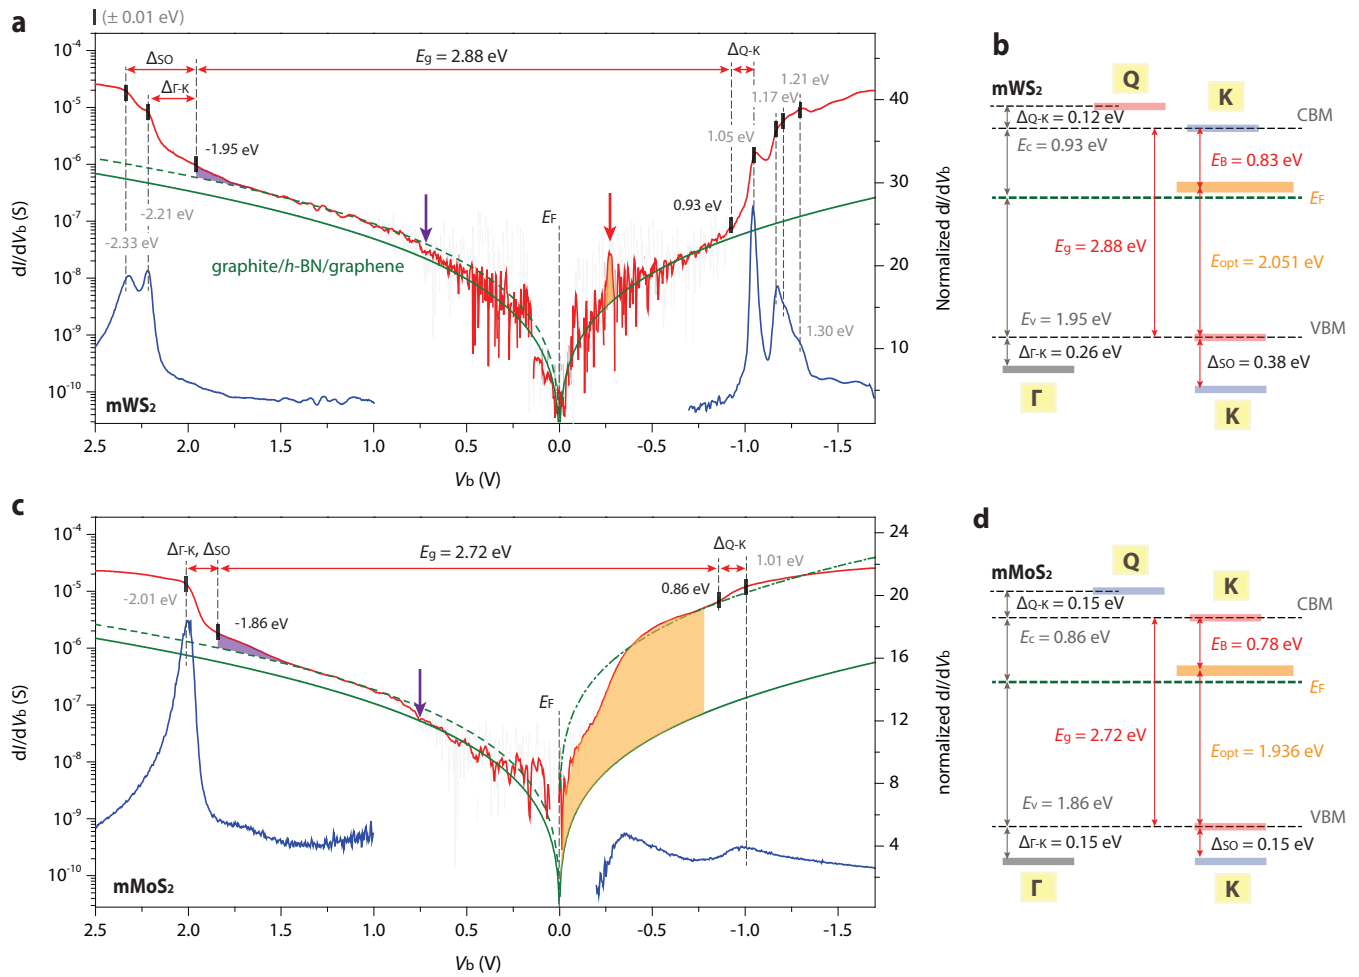 (± 0.01 eV)
a
10⁻⁴
10⁻⁵
10⁻⁶
10⁻⁷
10⁻⁸
10⁻⁹
10⁻¹⁰
dI/dVb (S)
ΔSO
Eg = 2.88 eV
ΔQ-K
ΔΓ-K
1.21 eV
1.17 eV
1.05 eV
-1.95 eV
0.93 eV
-2.21 eV
-2.33 eV
EF
graphite/h-BN/graphene
1.30 eV
mWS2
40
30
20
10
Normalized dI/dVb
2.5 2.0 1.5 1.0 0.5 0.0 -0.5 -1.0 -1.5
Vb (V)
b
mWS2
Q
K
CBM
ΔQ-K = 0.12 eV
Ec = 0.93 eV
EB = 0.83 eV
EF
Eg = 2.88 eV
Eopt = 2.051 eV
Ev = 1.95 eV
VBM
ΔΓ-K = 0.26 eV
ΔSO = 0.38 eV
Γ
K
c
10⁻⁴
10⁻⁵
10⁻⁶
10⁻⁷
10⁻⁸
10⁻⁹
10⁻¹⁰
dI/dVb (S)
ΔΓ-K, ΔSO
Eg = 2.72 eV
ΔQ-K
1.01 eV
0.86 eV
-2.01 eV
-1.86 eV
EF
mMoS2
24
20
16
12
8
4
normalized dI/dVb
2.5 2.0 1.5 1.0 0.5 0.0 -0.5 -1.0 -1.5
Vb (V)
d
mMoS2
Q
K
CBM
ΔQ-K = 0.15 eV
Ec = 0.86 eV
EB = 0.78 eV
EF
Eg = 2.72 eV
Eopt = 1.936 eV
Ev = 1.86 eV
VBM
ΔΓ-K = 0.15 eV
ΔSO = 0.15 eV
Γ
K